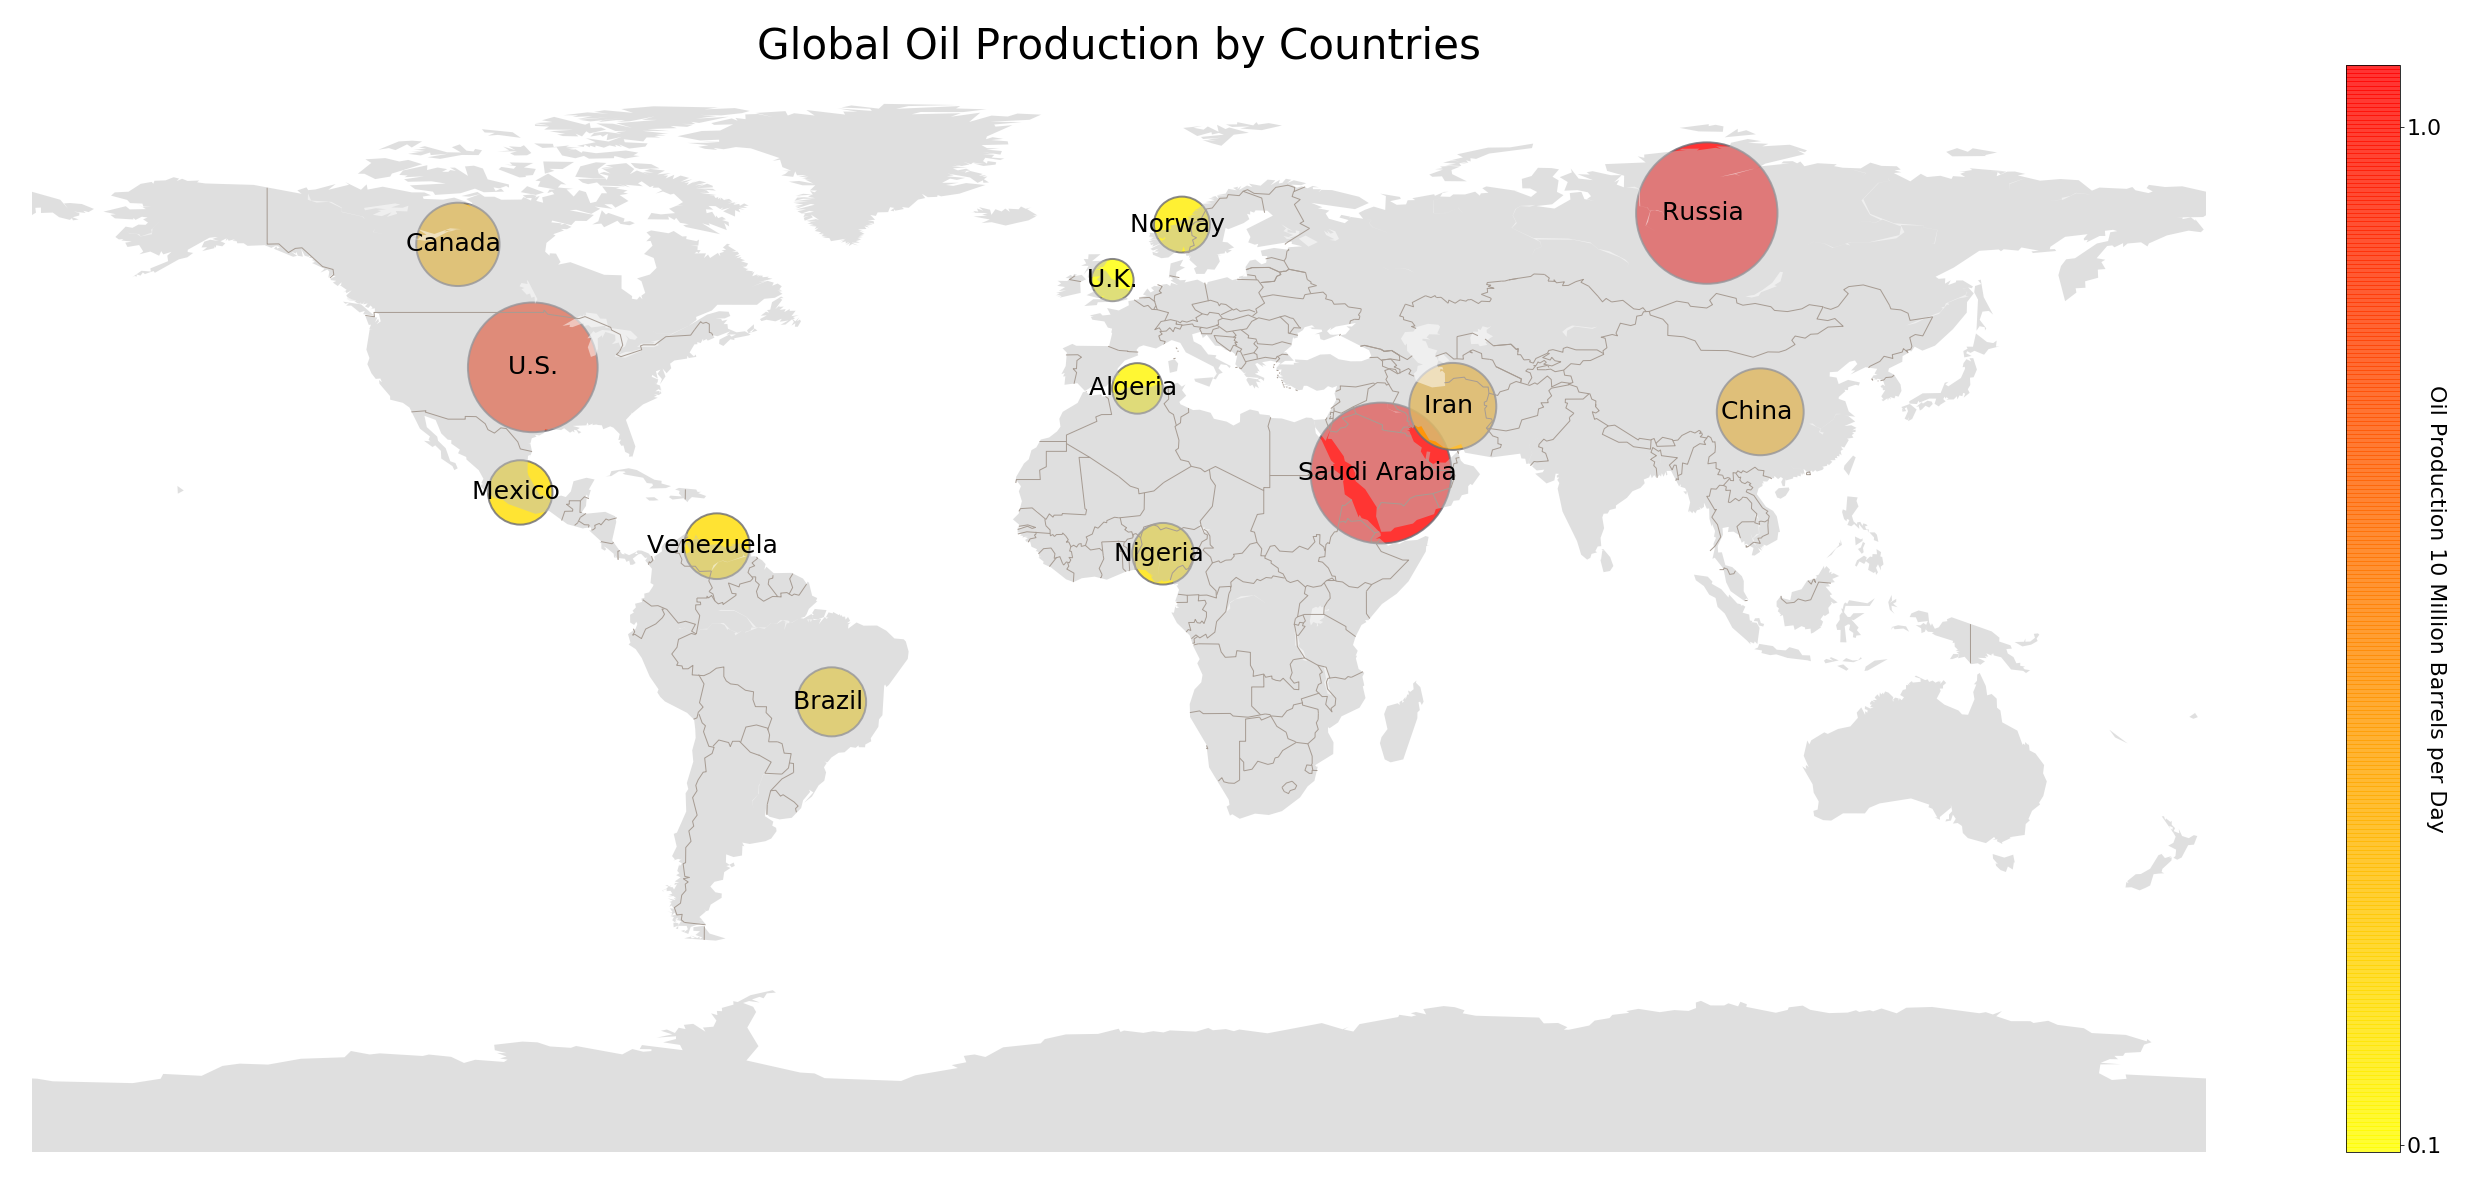 Global Oil Production by Countries
1.0
Russia
Norway
Canada
U.K.
U.S.
Algeria
Iran
China
Saudi Arabia
Mexico
Venezuela
Nigeria
Brazil
Oil Production 10 Million Barrels per Day
0.1